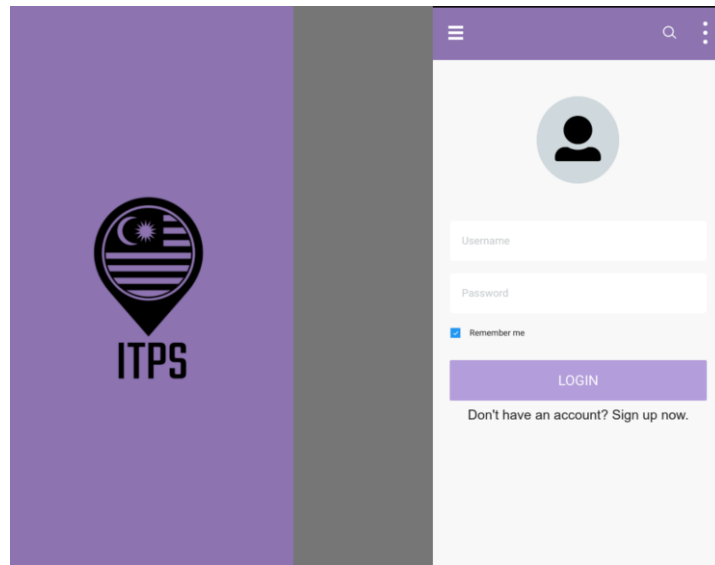 ITPS
Username
Password
Remember me
LOGIN
Don't have an account? Sign up now.